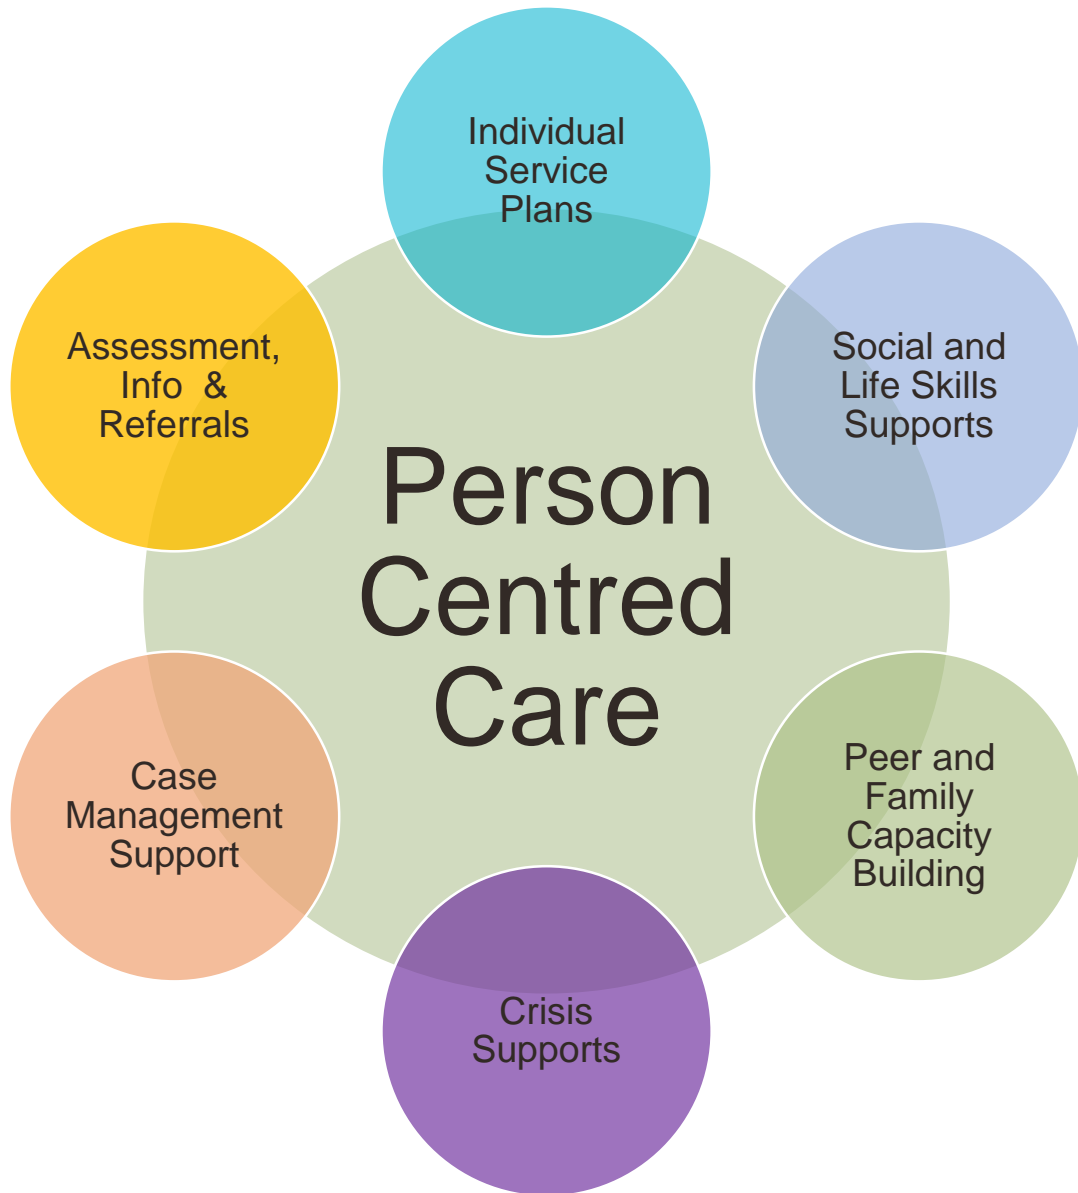 Individual
Service
Plans
Social and
Life Skills
Supports
Peer and
Family
Capacity
Building
Crisis
Supports
Case
Management
Support
Assessment,
Info  &
Referrals
Person
Centred
Care